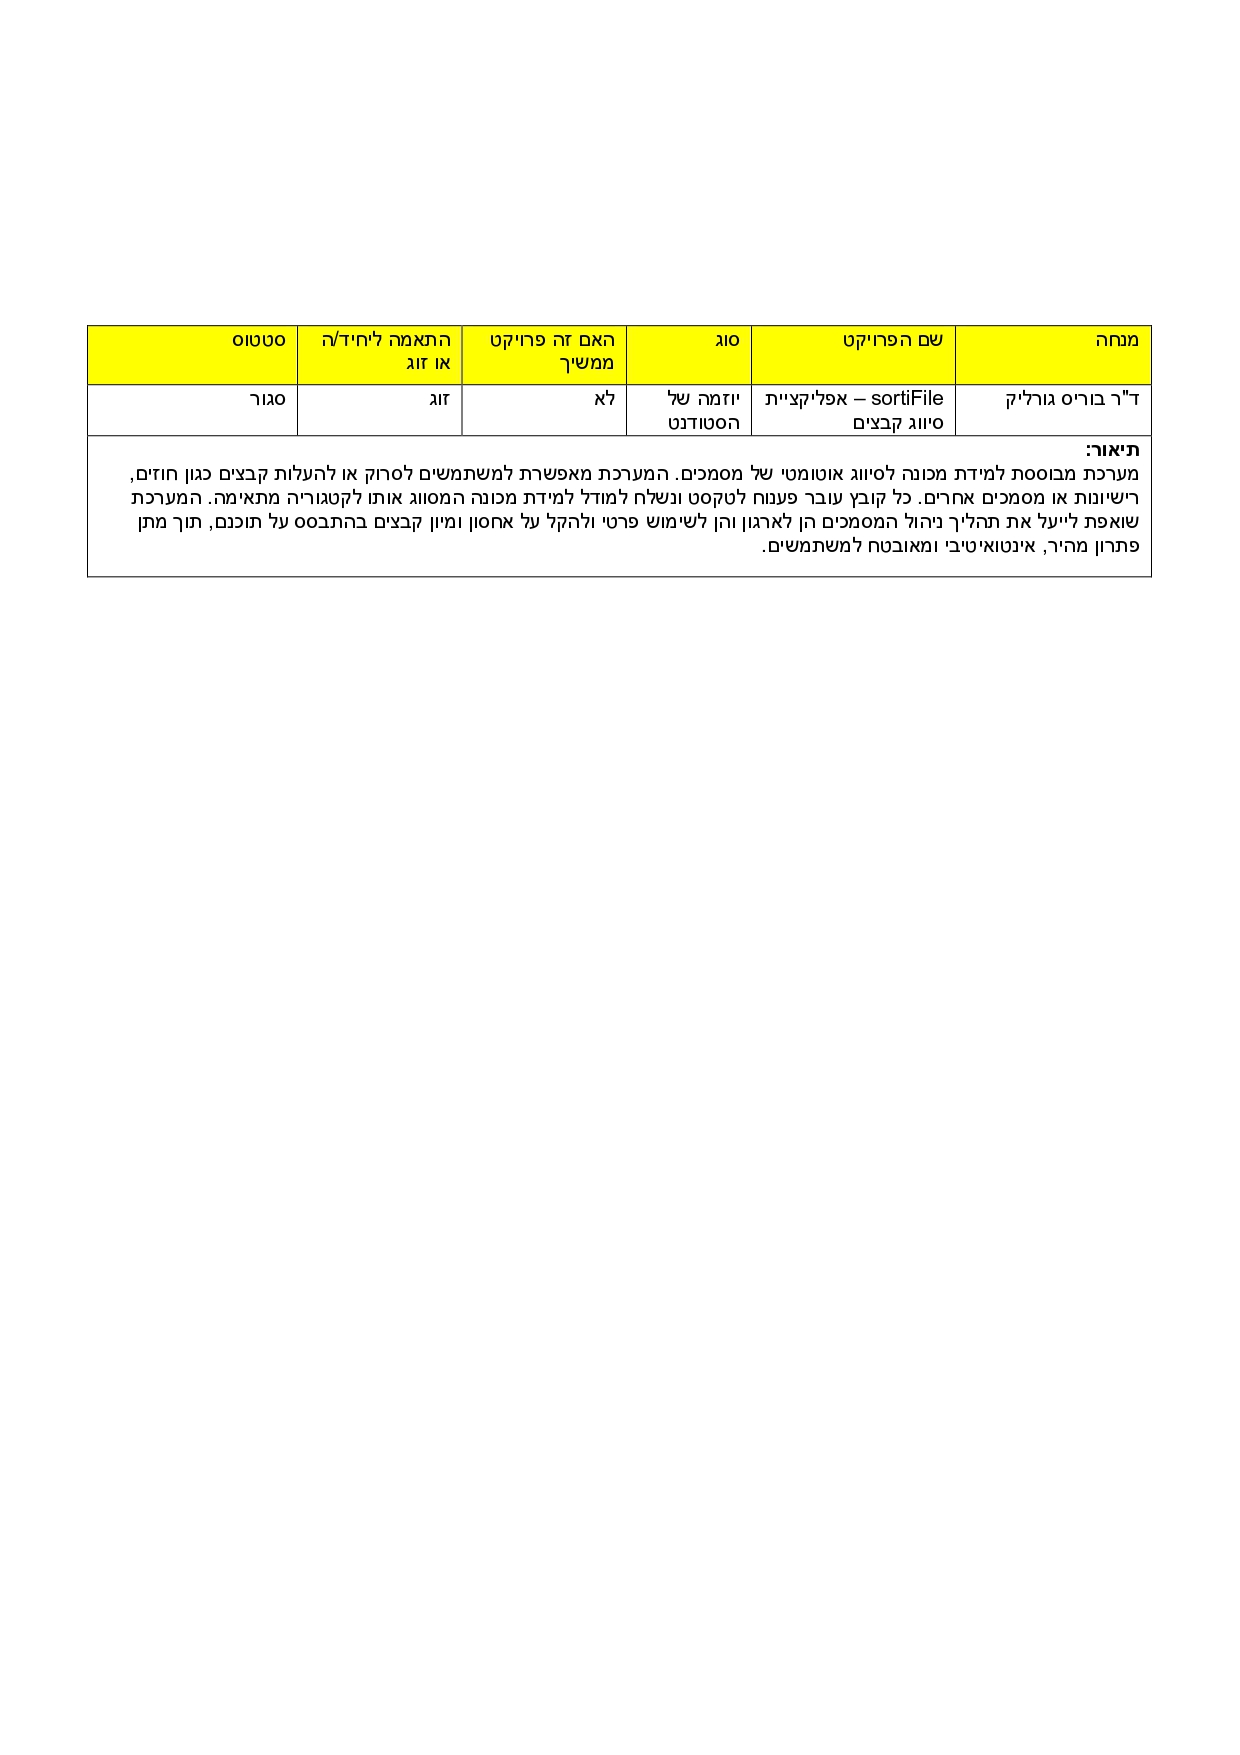 מנחה
שם הפרויקט
סוג
האם זה פרויקט
ממשיך
התאמה ליחיד/ה
או זוג
סטטוס
ד"ר בוריס גורליק
sortiFile – אפליקציית
סיווג קבצים
יוזמה של
הסטודנט
לא
זוג
סגור
תיאור:
מערכת מבוססת למידת מכונה לסיווג אוטומטי של מסמכים. המערכת מאפשרת למשתמשים לסרוק או להעלות קבצים כגון חוזים,
רישיונות או מסמכים אחרים. כל קובץ עובר פענוח לטקסט ונשלח למודל למידת מכונה המסווג אותו לקטגוריה מתאימה. המערכת
שואפת לייעל את תהליך ניהול המסמכים הן לארגון והן לשימוש פרטי ולהקל על אחסון ומיון קבצים בהתבסס על תוכנם, תוך מתן
פתרון מהיר, אינטואיטיבי ומאובטח למשתמשים.